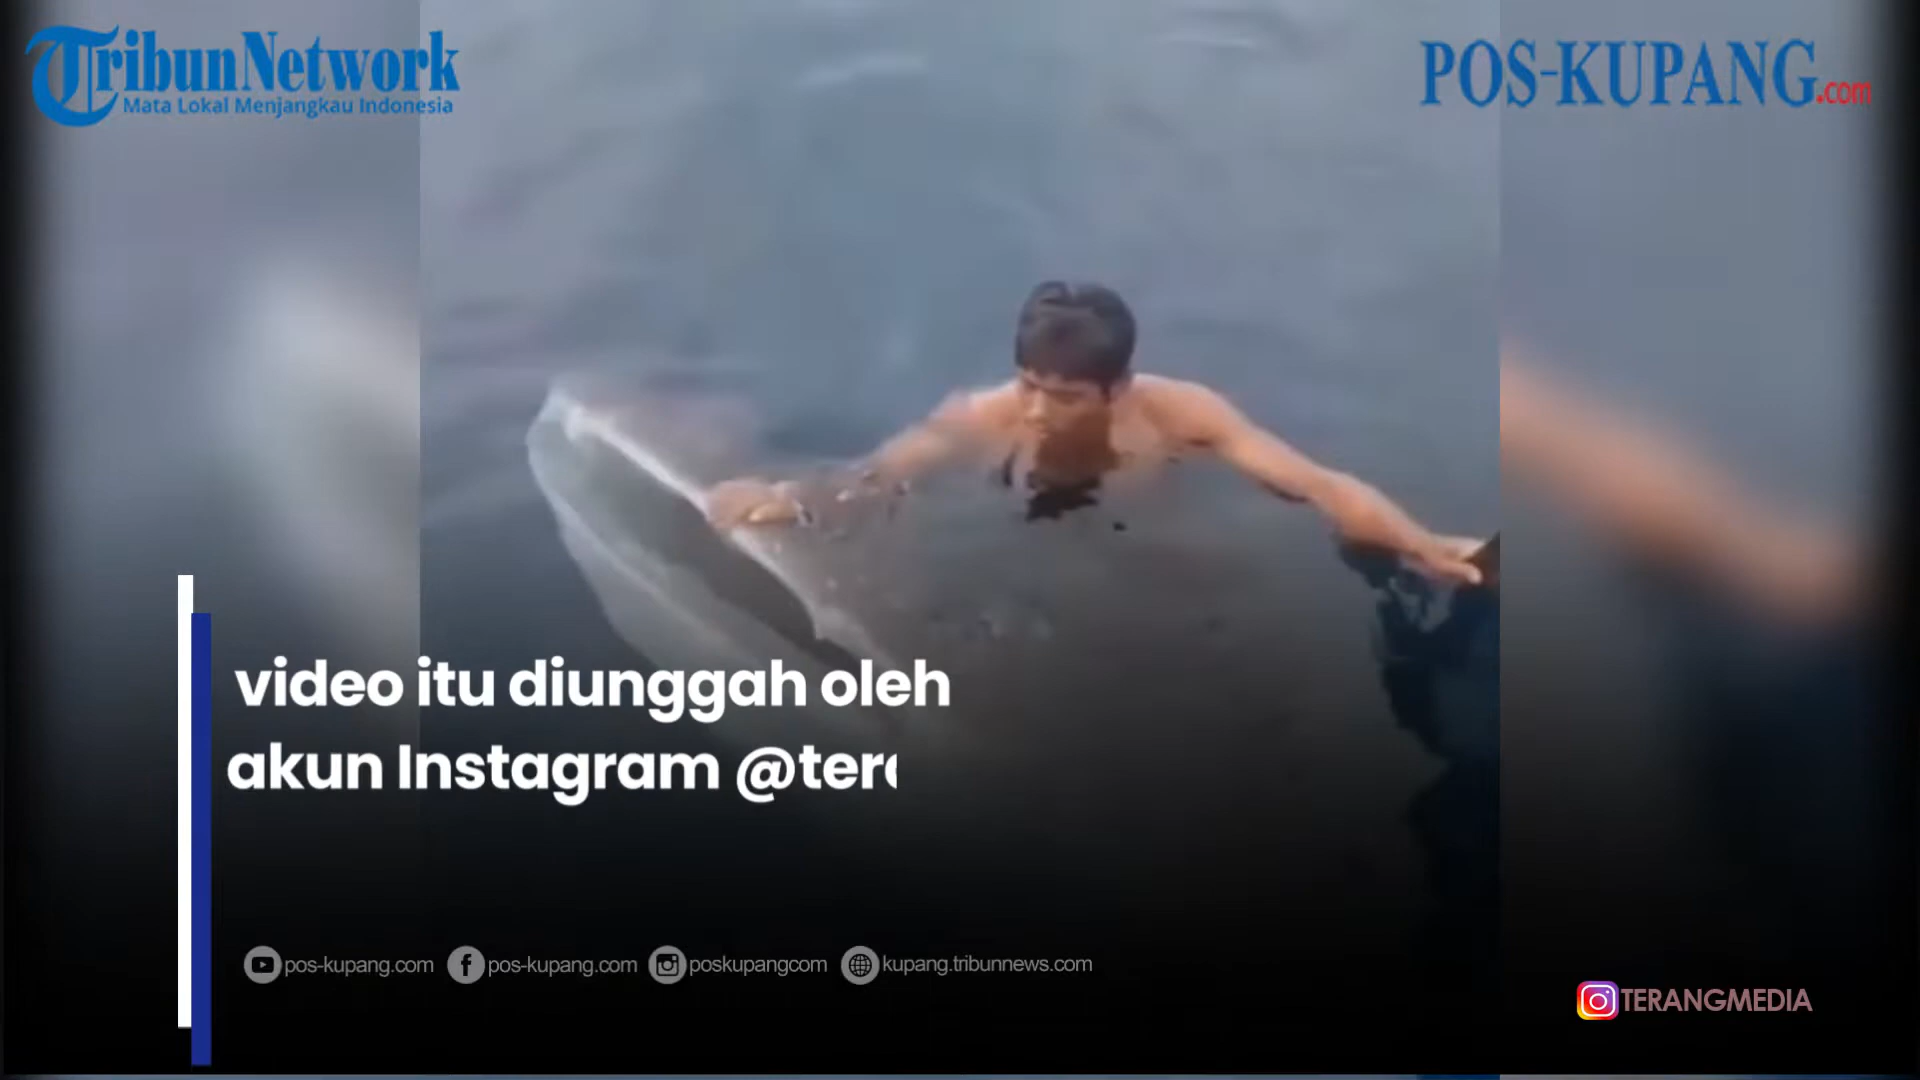 TribunNetwork
Mata Lokal Menjangkau Indonesia
POS-KUPANG.com
video itu diunggah oleh
akun Instagram @tera
pos-kupang.com
pos-kupang.com
poskupangcom
kupang.tribunnews.com
TERANGMEDIA